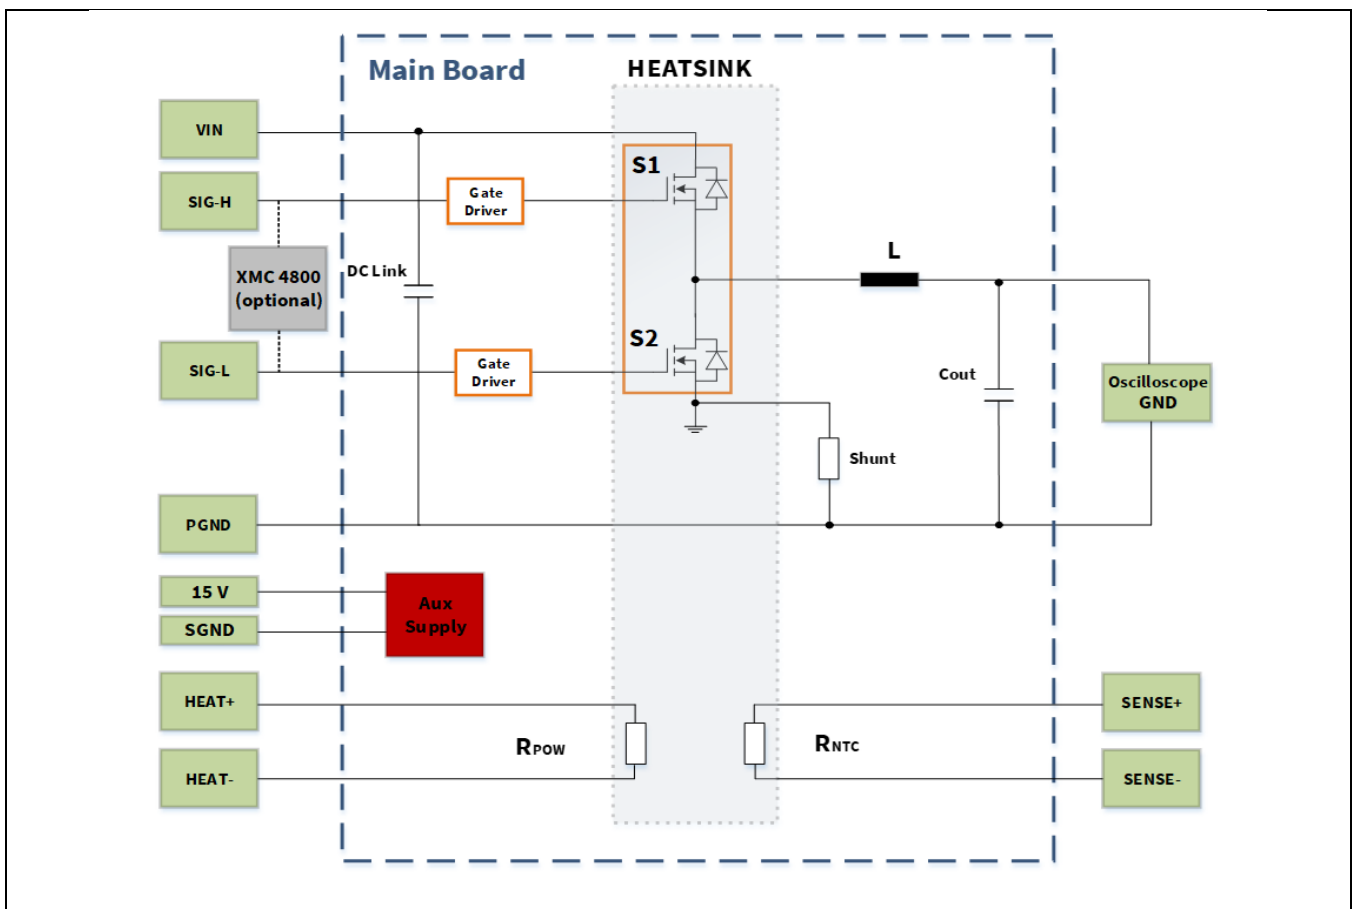 Main Board
HEATSINK
VIN
S1
SIG-H
Gate
Driver
L
XMC 4800
(optional)
DC Link
S2
SIG-L
Gate
Driver
Cout
Oscilloscope
GND
Shunt
PGND
15 V
Aux
Supply
SGND
HEAT+
SENSE+
RPOW
RNTC
HEAT-
SENSE-